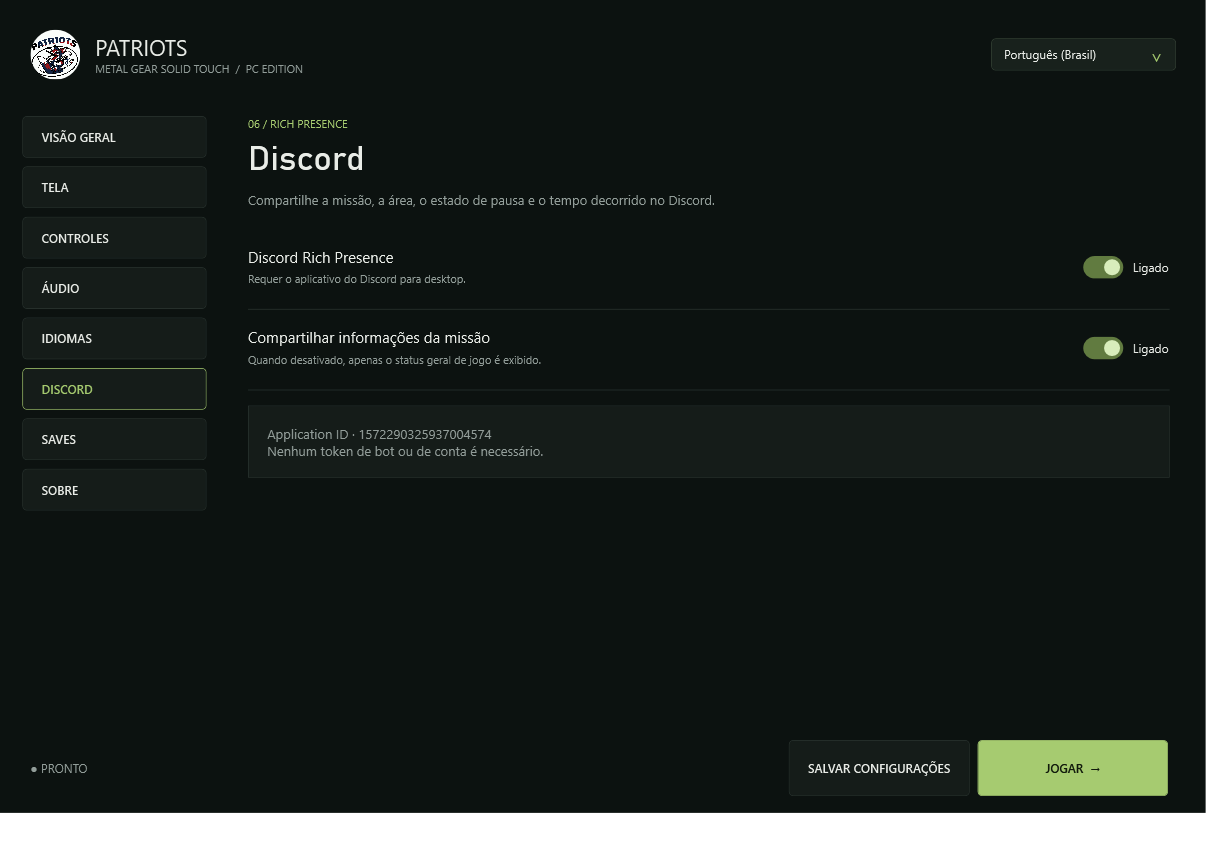 PATRIOTS
PATRIOTS
METAL GEAR SOLID TOUCH / PC EDITION
Português (Brasil)
VISÃO GERAL
TELA
CONTROLES
ÁUDIO
IDIOMAS
DISCORD
SAVES
SOBRE
06 / RICH PRESENCE
Discord
Compartilhe a missão, a área, o estado de pausa e o tempo decorrido no Discord.
Discord Rich Presence
Requer o aplicativo do Discord para desktop.
Ligado
Compartilhar informações da missão
Quando desativado, apenas o status geral de jogo é exibido.
Ligado
Application ID · 1572290325937004574
Nenhum token de bot ou de conta é necessário.
● PRONTO
SALVAR CONFIGURAÇÕES
JOGAR →